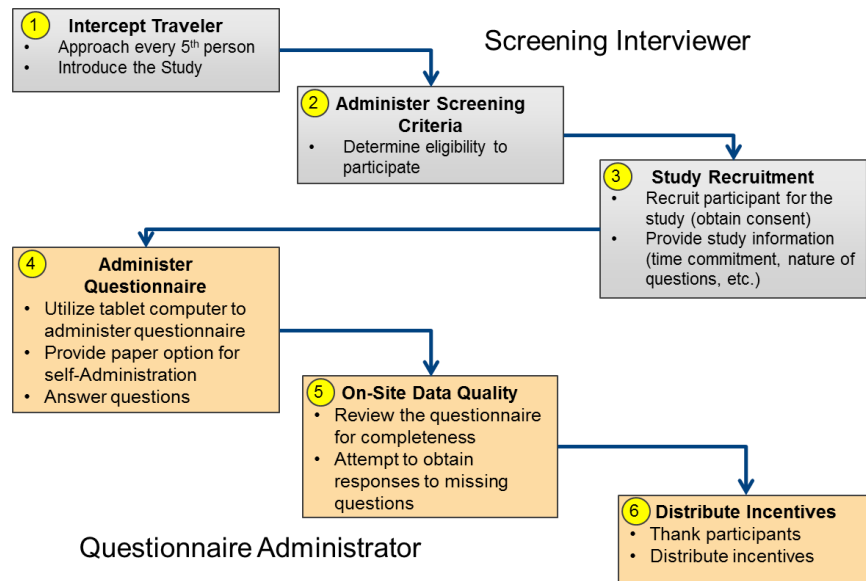 1 Intercept Traveler
• Approach every 5th person
• Introduce the Study
Screening Interviewer
2 Administer Screening
Criteria
• Determine eligibility to
participate
3 Study Recruitment
• Recruit participant for the
study (obtain consent)
• Provide study information
(time commitment, nature of
questions, etc.)
4 Administer
Questionnaire
• Utilize tablet computer to
administer questionnaire
• Provide paper option for
self-Administration
• Answer questions
5 On-Site Data Quality
• Review the questionnaire
for completeness
• Attempt to obtain
responses to missing
questions
6 Distribute Incentives
• Thank participants
• Distribute incentives
Questionnaire Administrator